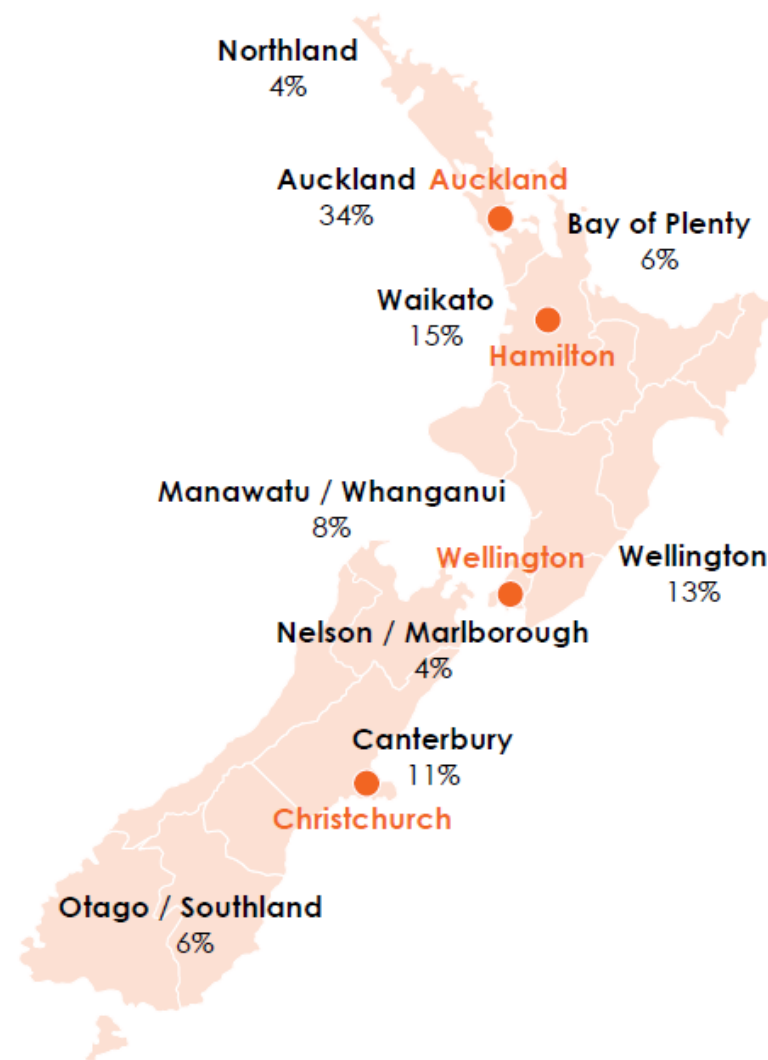 Northland
4%
Auckland Auckland
34%
Bay of Plenty
6%
Waikato
15%
Hamilton
Manawatu / Whanganui
8%
Wellington Wellington
13%
Nelson / Marlborough
4%
Canterbury
11%
Christchurch
Otago / Southland
6%